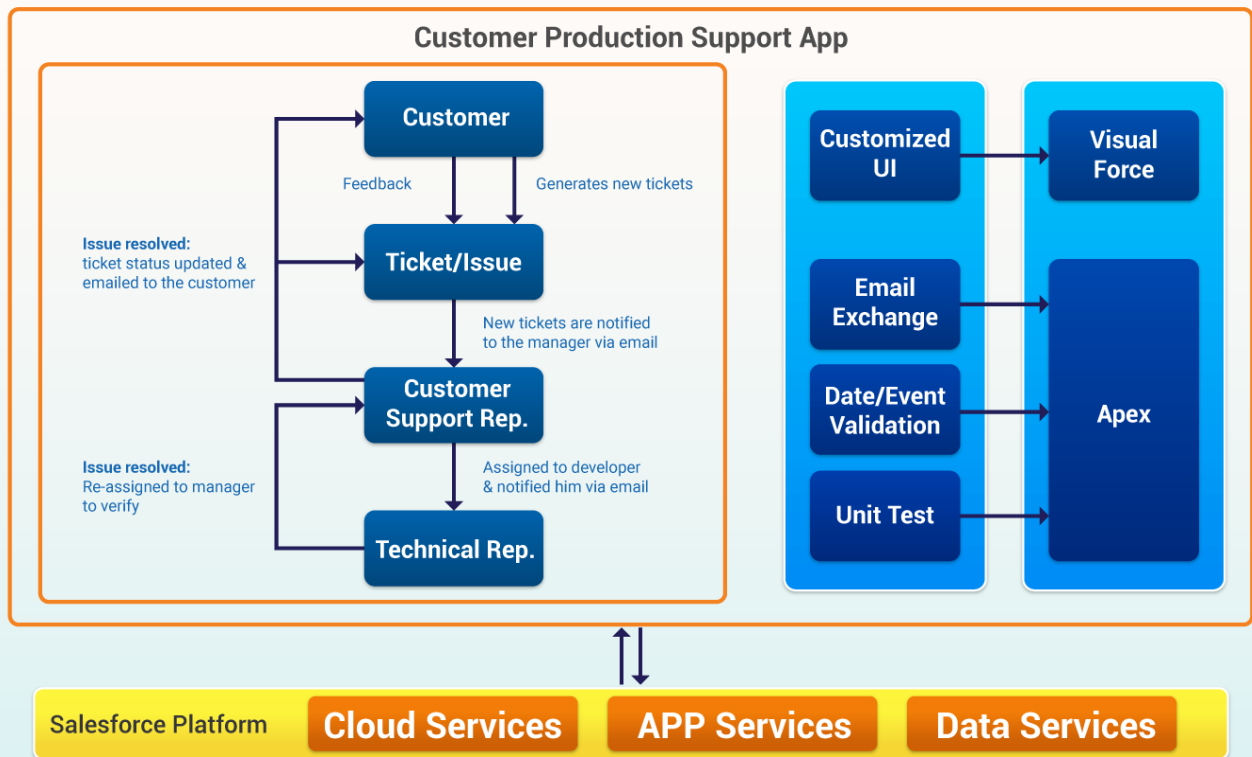 Customer Production Support App
Customer
Feedback
Generates new tickets
Issue resolved:
ticket status updated &
emailed to the customer
Ticket/Issue
New tickets are notified
to the manager via email
Customer
Support Rep.
Issue resolved:
Re-assigned to manager
to verify
Assigned to developer
& notified him via email
Technical Rep.
Customized
UI
Visual
Force
Email
Exchange
Date/Event
Validation
Unit Test
Apex
Salesforce Platform
Cloud Services
APP Services
Data Services